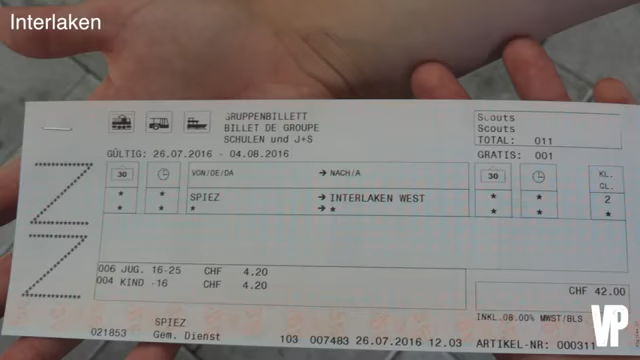 Interlaken
GRUPPENBILLETT
BILLET DE GROUPE
SCHULEN und J+S
Scouts
Scouts
TOTAL: 011
GÜLTIG: 26.07.2016 - 04.08.2016
GRATIS: 001
30 VON/DE/DA → NACH/A 30 KL. CL.
* * SPIEZ → INTERLAKEN WEST * * 2
* * * → * * * *
006 JUG. 16-25 CHF 4.20
004 KIND -16 CHF 4.20
CHF 42.00
INKL.08.00% MWST/BLS
SPIEZ
021853 Gem. Dienst 103 007483 26.07.2016 12.03 ARTIKEL-NR: 000311
VP